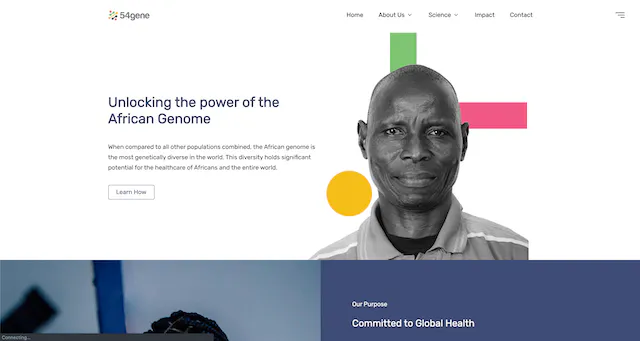 54gene
Home About Us Science Impact Contact
Unlocking the power of the
African Genome
When compared to all other populations combined, the African genome is
the most genetically diverse in the world. This diversity holds significant
potential for the healthcare of Africans and the entire world.
Learn How
Our Purpose
Committed to Global Health
Connecting...